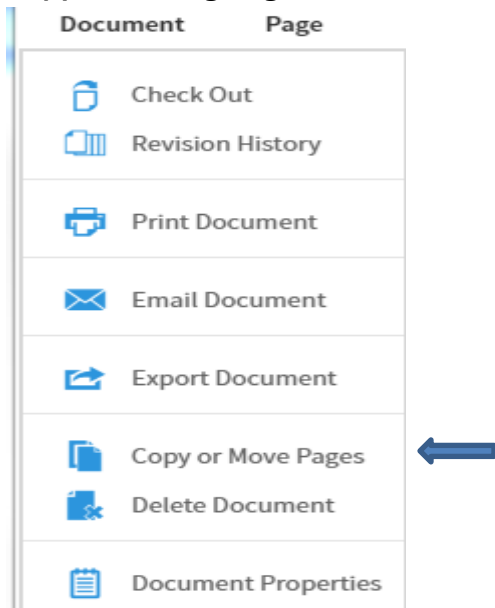 Document Page
Check Out
Revision History
Print Document
Email Document
Export Document
Copy or Move Pages
Delete Document
Document Properties